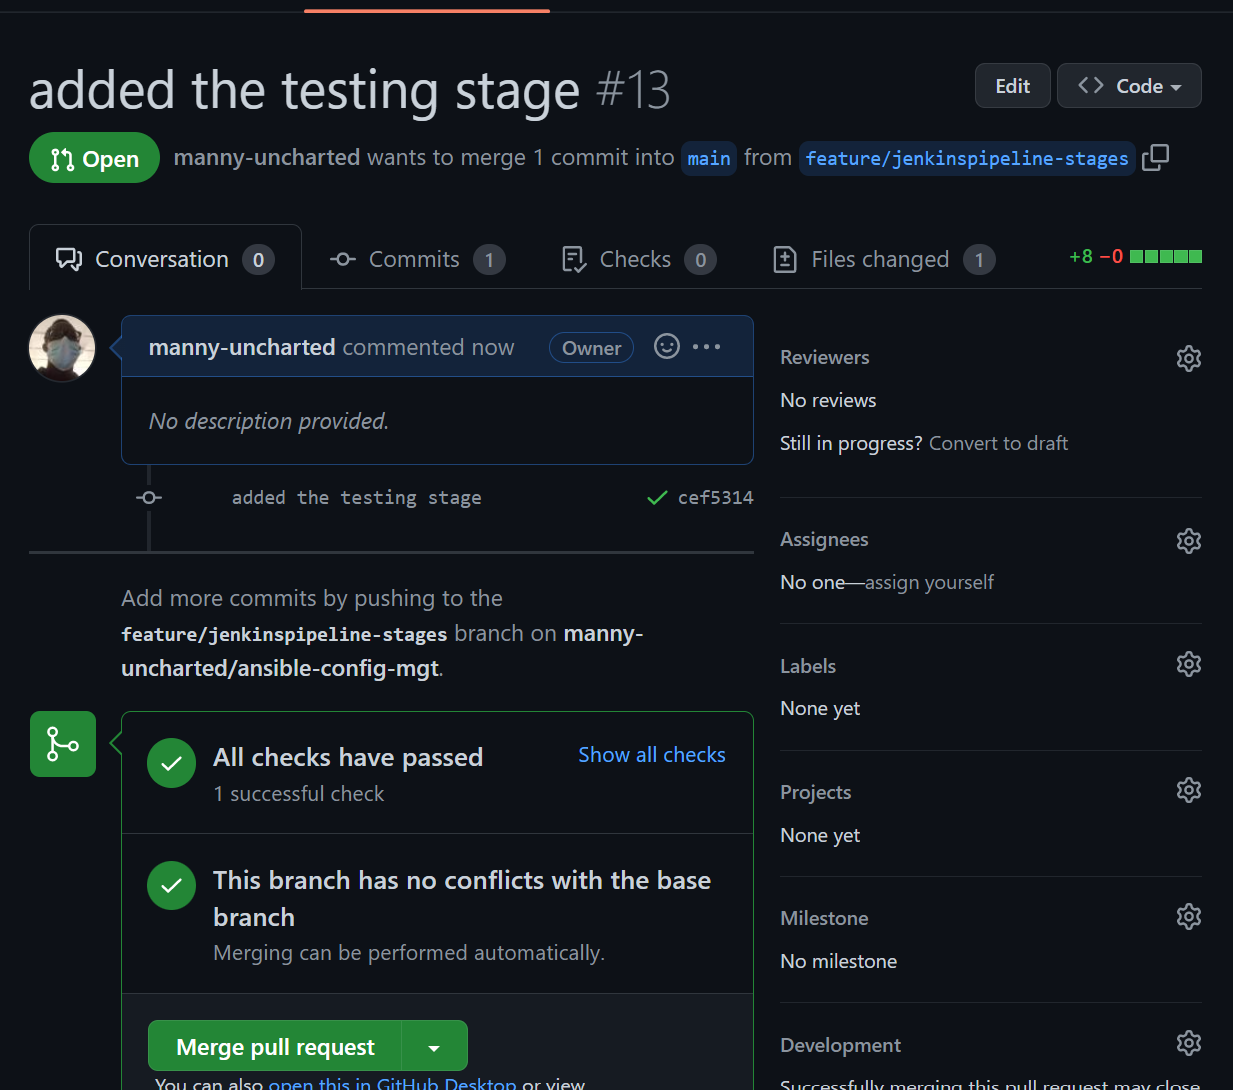 added the testing stage #13
Edit
Code
Open
manny-uncharted wants to merge 1 commit into main from feature/jenkinspipeline-stages
Conversation 0
Commits 1
Checks 0
Files changed 1
+8 −0
manny-uncharted commented now
Owner
No description provided.
added the testing stage
cef5314
Add more commits by pushing to the
feature/jenkinspipeline-stages branch on manny-
uncharted/ansible-config-mgt.
All checks have passed
Show all checks
1 successful check
This branch has no conflicts with the base
branch
Merging can be performed automatically.
Merge pull request
You can also open this in GitHub Desktop or view
Reviewers
No reviews
Still in progress? Convert to draft
Assignees
No one—assign yourself
Labels
None yet
Projects
None yet
Milestone
No milestone
Development
Successfully merging this pull request may close